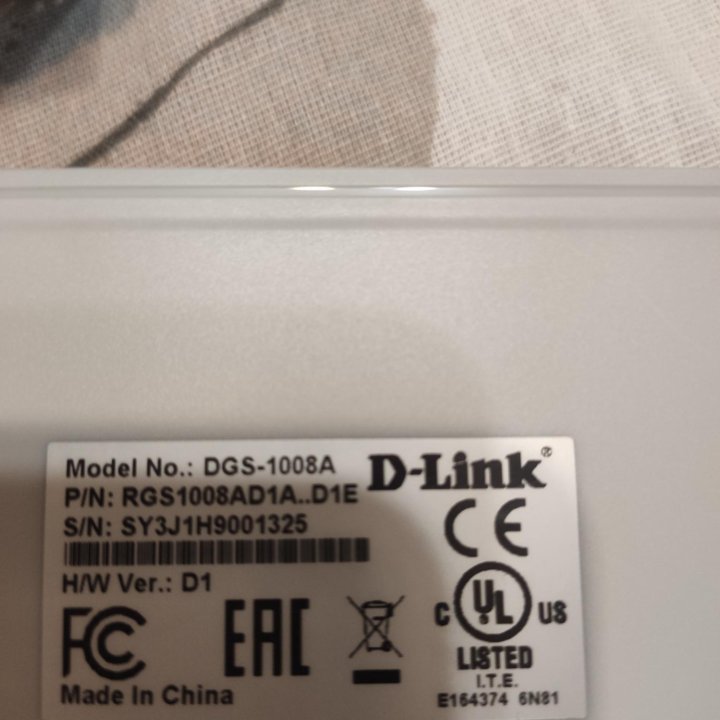 Model No.: DGS-1008A
D-Link®
P/N: RGS1008AD1A..D1E
S/N: SY3J1H9001325
CE
H/W Ver.: D1
FC
EAC
C UL US
LISTED
I.T.E.
E164374 6N81
Made In China